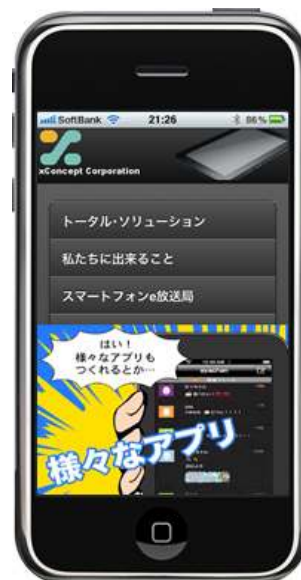 SoftBank 21:26 86%
xConcept Corporation
トータル・ソリューション
私たちに出来ること
スマートフォンe放送局
はい！
様々なアプリも
つくれるとか…
様々なアプリ